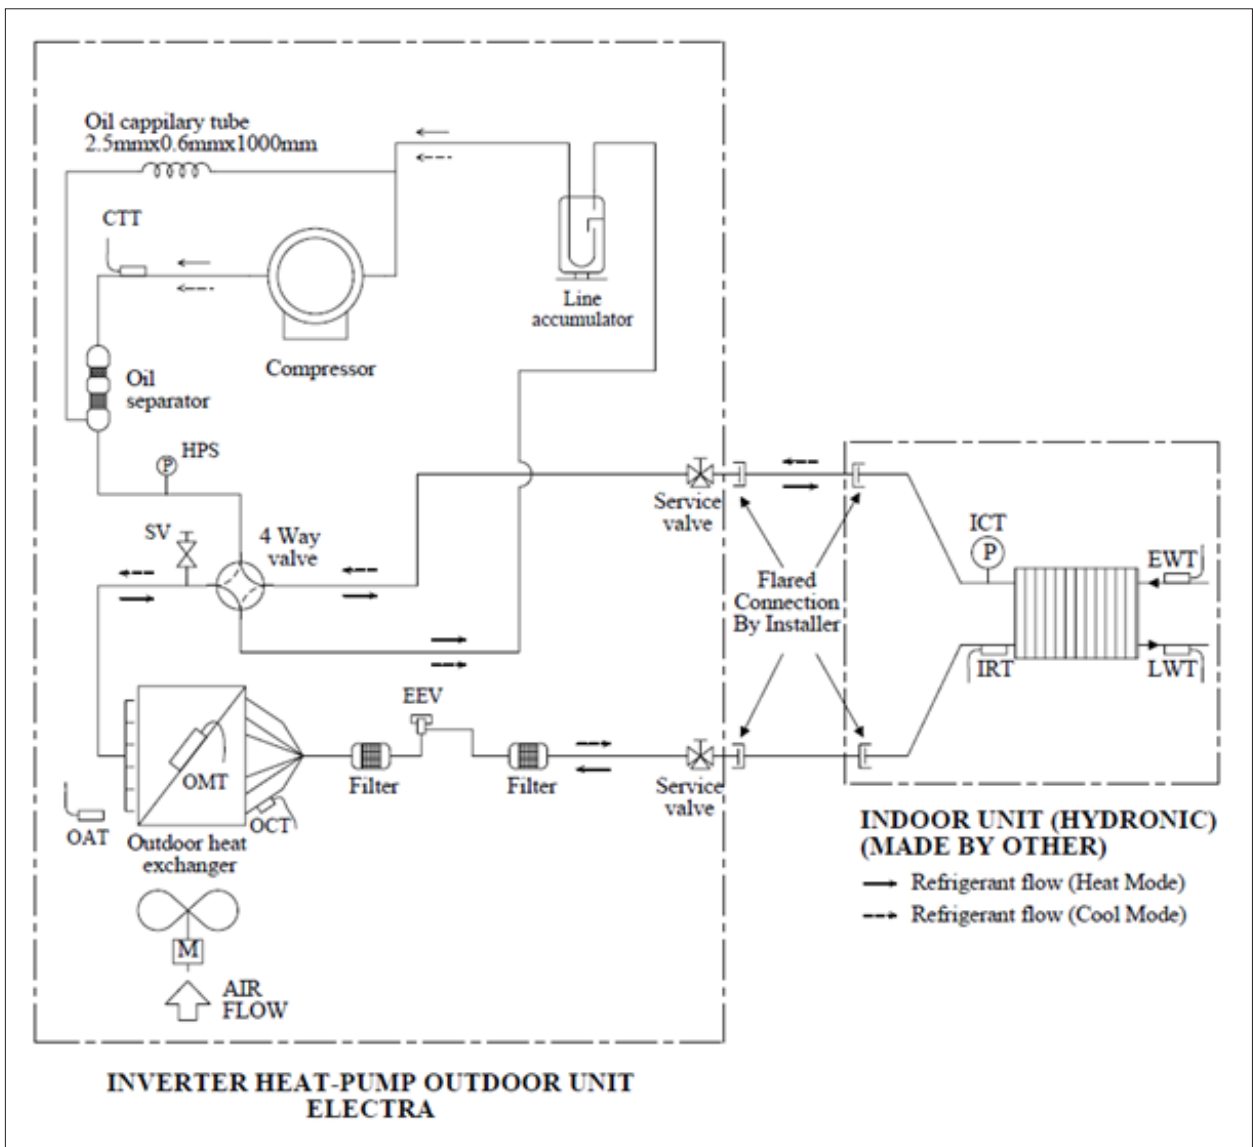 Oil cappilary tube
2.5mmx0.6mmx1000mm
CTT
Line
accumulator
Compressor
Oil
separator
HPS
P
SV
4 Way
valve
Service
valve
ICT
P
EWT
Flared
Connection
By Installer
IRT
LWT
EEV
OMT
Filter
Filter
Service
valve
OAT
OCT
Outdoor heat
exchanger
M
AIR
FLOW
INDOOR UNIT (HYDRONIC)
(MADE BY OTHER)
Refrigerant flow (Heat Mode)
Refrigerant flow (Cool Mode)
INVERTER HEAT-PUMP OUTDOOR UNIT
ELECTRA